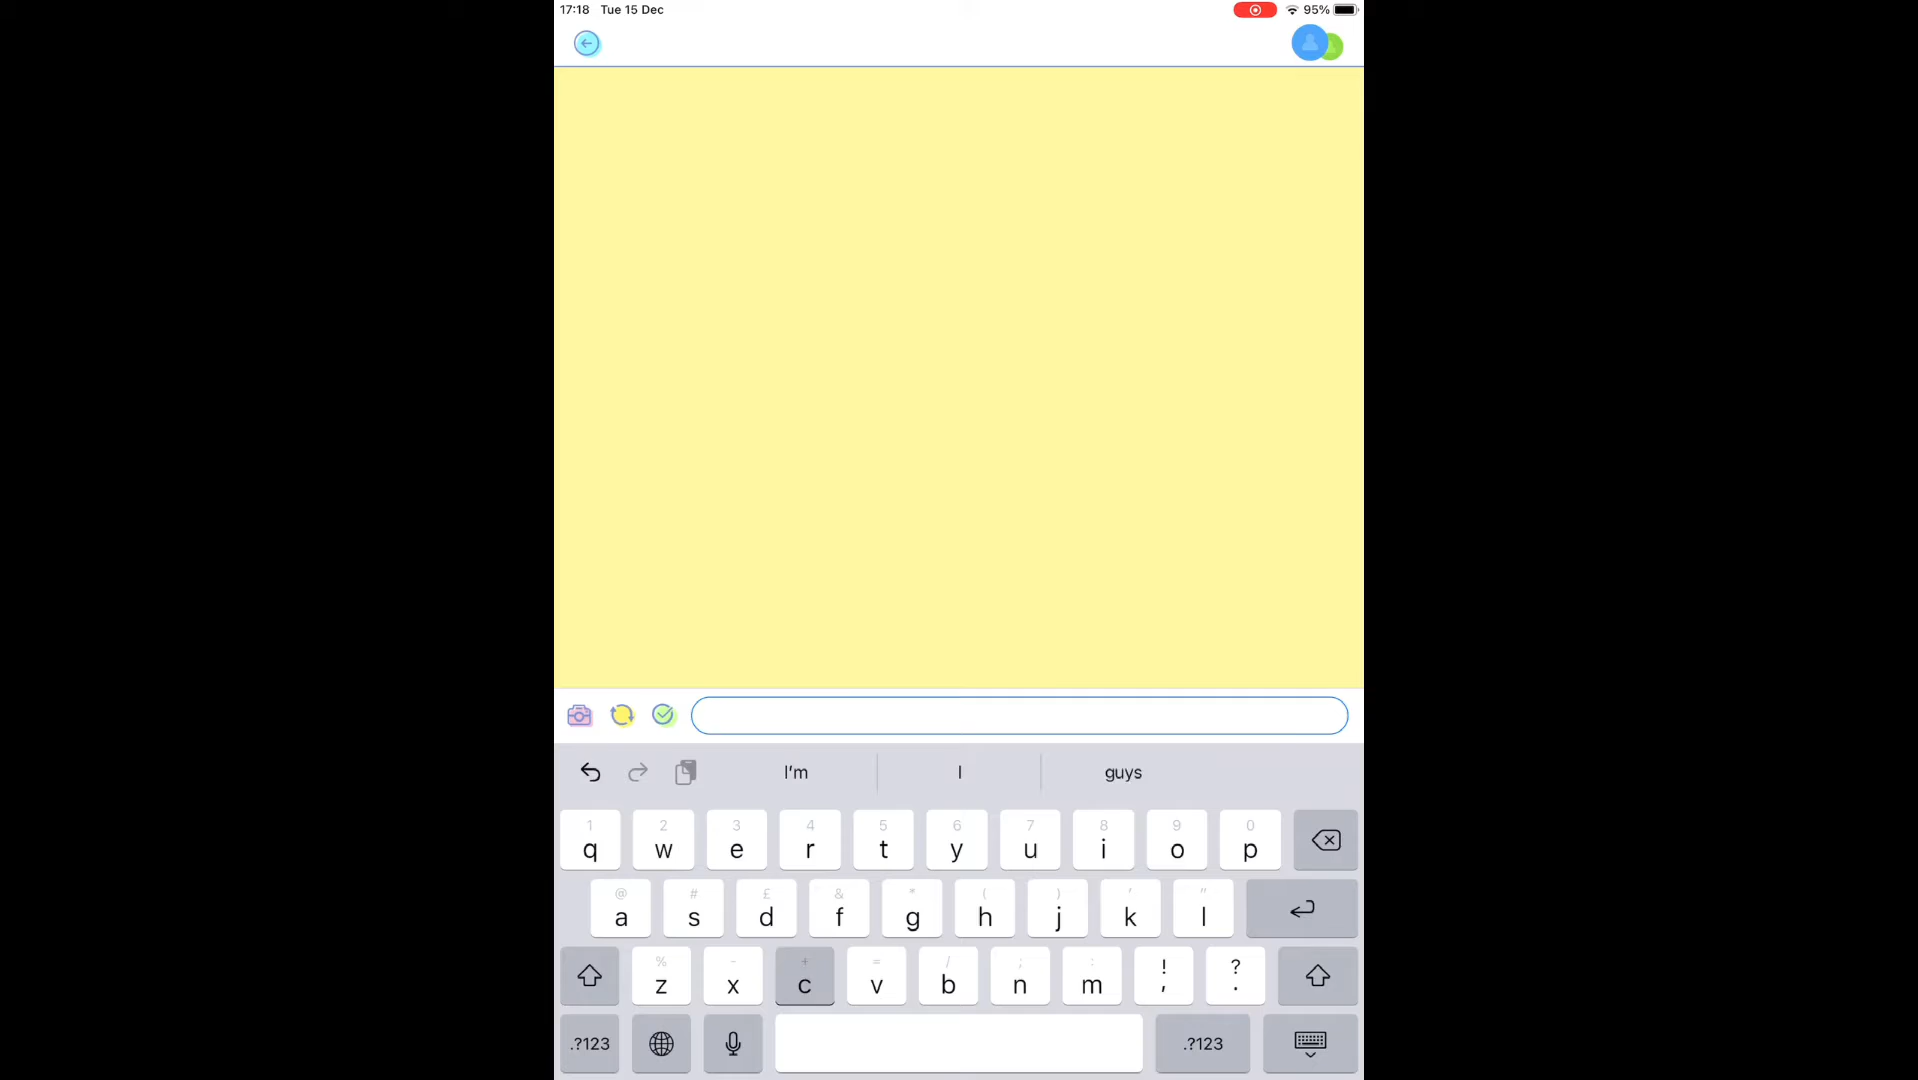 17:18 Tue 15 Dec 95%
I'm I guys
1 2 3 4 5 6 7 8 9 0
q w e r t y u i o p
@ # £ & * ( ) ' "
a s d f g h j k l
% - + = / ; : ! ?
z x c v b n m , .
.?123 .?123